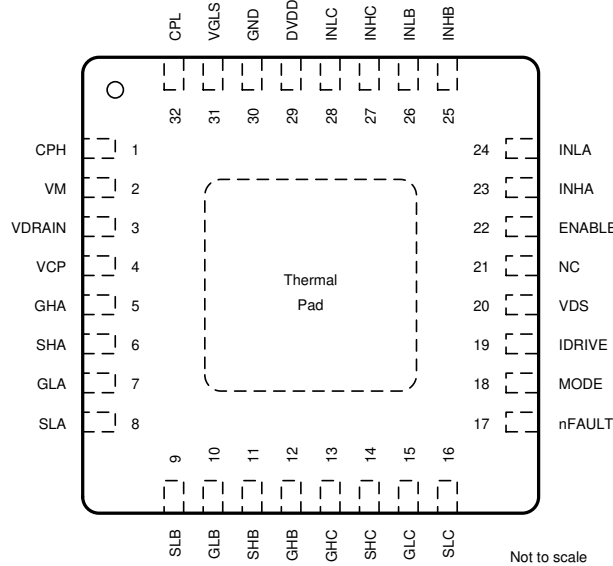 CPL VGLS GND DVDD INLC INHC INLB INHB
32 31 30 29 28 27 26 25
CPH 1 24 INLA
VM 2 23 INHA
VDRAIN 3 22 ENABLE
VCP 4 21 NC
GHA 5 20 VDS
SHA 6 19 IDRIVE
GLA 7 18 MODE
SLA 8 17 nFAULT
Thermal
Pad
9 10 11 12 13 14 15 16
SLB GLB SHB GHB GHC SHC GLC SLC
Not to scale